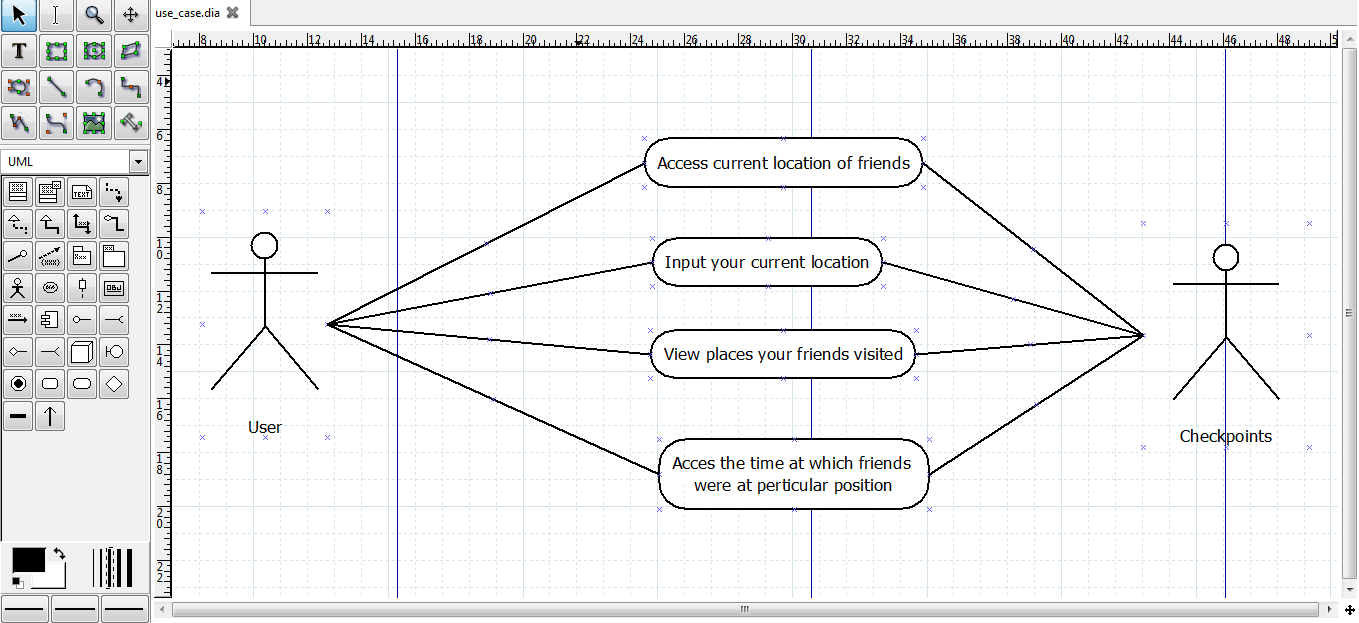 use_case.dia
8 10 12 14 16 18 20 22 24 26 28 30 32 34 36 38 40 42 44 46 48 5
T
UML
TEXT
OBJ
4
6
8
10
12
14
16
18
20
22
Access current location of friends
Input your current location
View places your friends visited
Acces the time at which friends
were at perticular position
User
Checkpoints